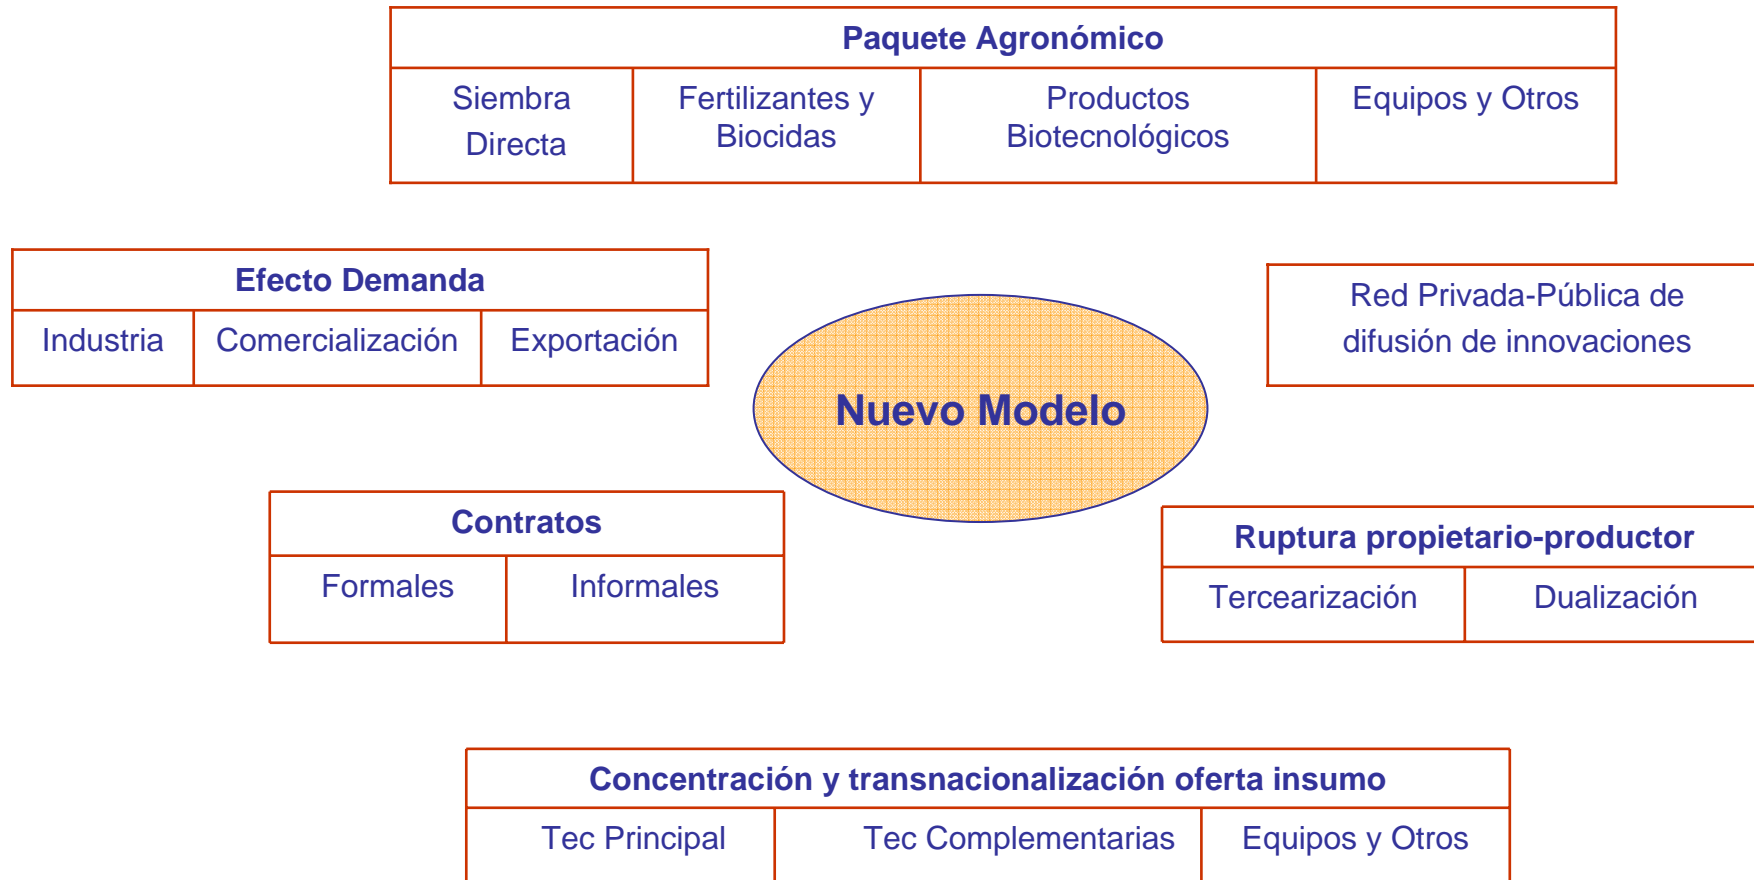 Paquete Agronómico
Siembra
Directa
Fertilizantes y
Biocidas
Productos
Biotecnológicos
Equipos y Otros
Efecto Demanda
Industria
Comercialización
Exportación
Red Privada-Pública de
difusión de innovaciones
Nuevo Modelo
Contratos
Formales
Informales
Ruptura propietario-productor
Tercearización
Dualización
Concentración y transnacionalización oferta insumo
Tec Principal
Tec Complementarias
Equipos y Otros